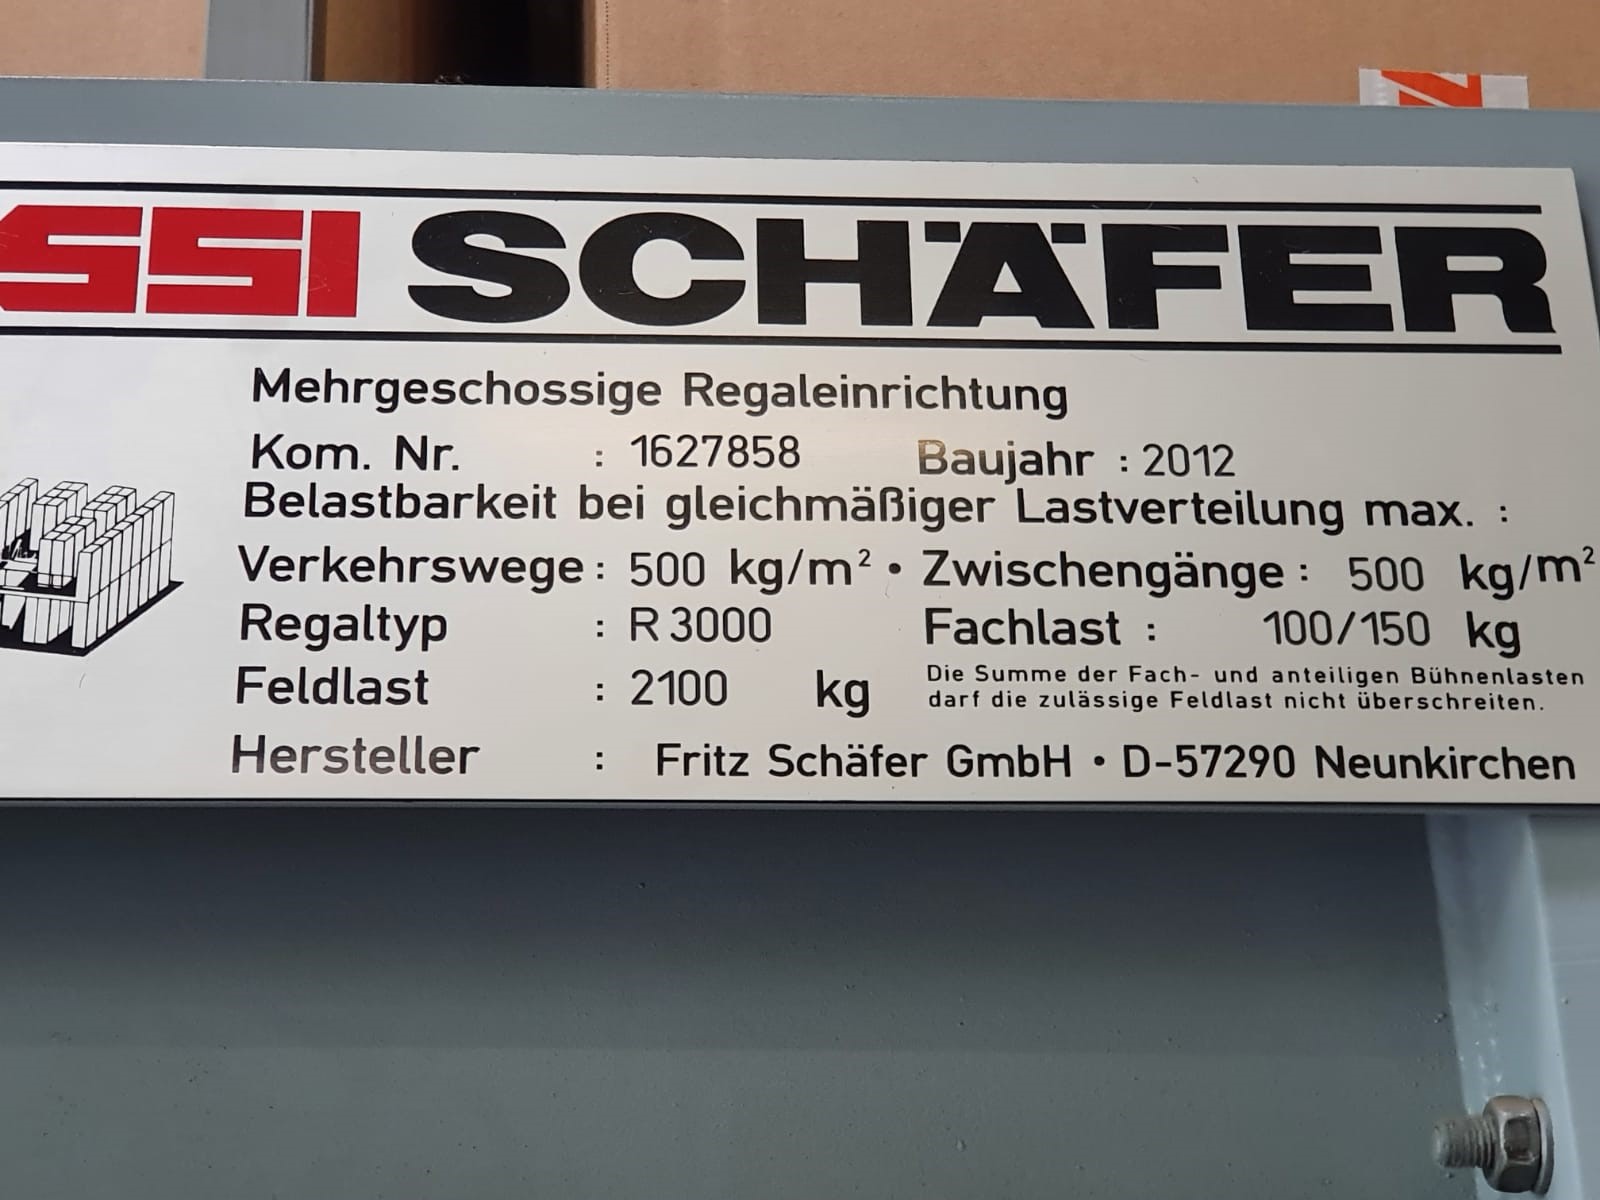 SSI SCHÄFER
Mehrgeschossige Regaleinrichtung
Kom. Nr. : 1627858 Baujahr : 2012
Belastbarkeit bei gleichmäßiger Lastverteilung max. :
Verkehrswege : 500 kg/m² • Zwischengänge : 500 kg/m²
Regaltyp : R 3000 Fachlast : 100/150 kg
Feldlast : 2100 kg Die Summe der Fach- und anteiligen Bühnenlasten
darf die zulässige Feldlast nicht überschreiten.
Hersteller : Fritz Schäfer GmbH • D-57290 Neunkirchen